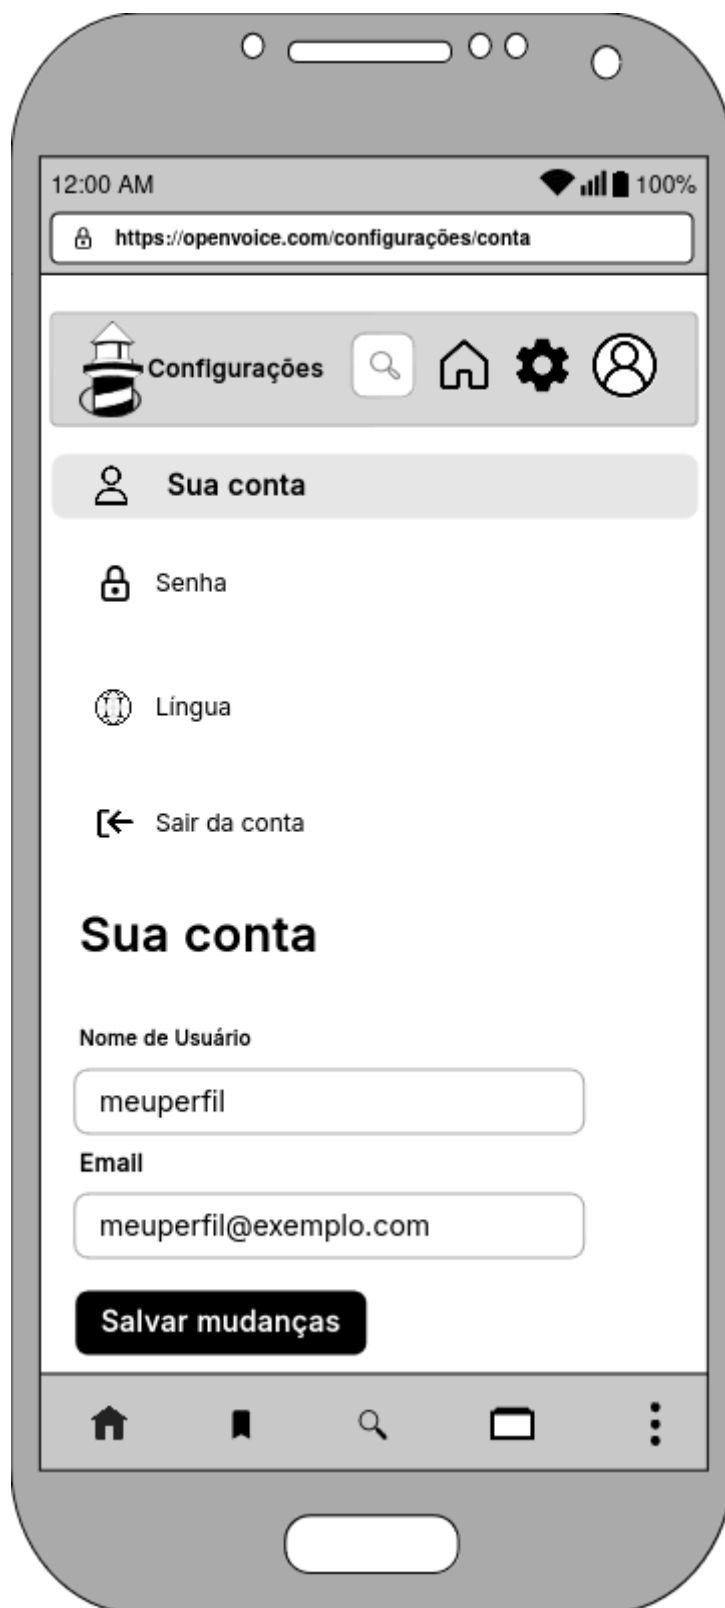 12:00 AM 100%
https://openvoice.com/configurações/conta
Configurações
Sua conta
Senha
Língua
Sair da conta
Sua conta
Nome de Usuário
meuperfil
Email
meuperfil@exemplo.com
Salvar mudanças